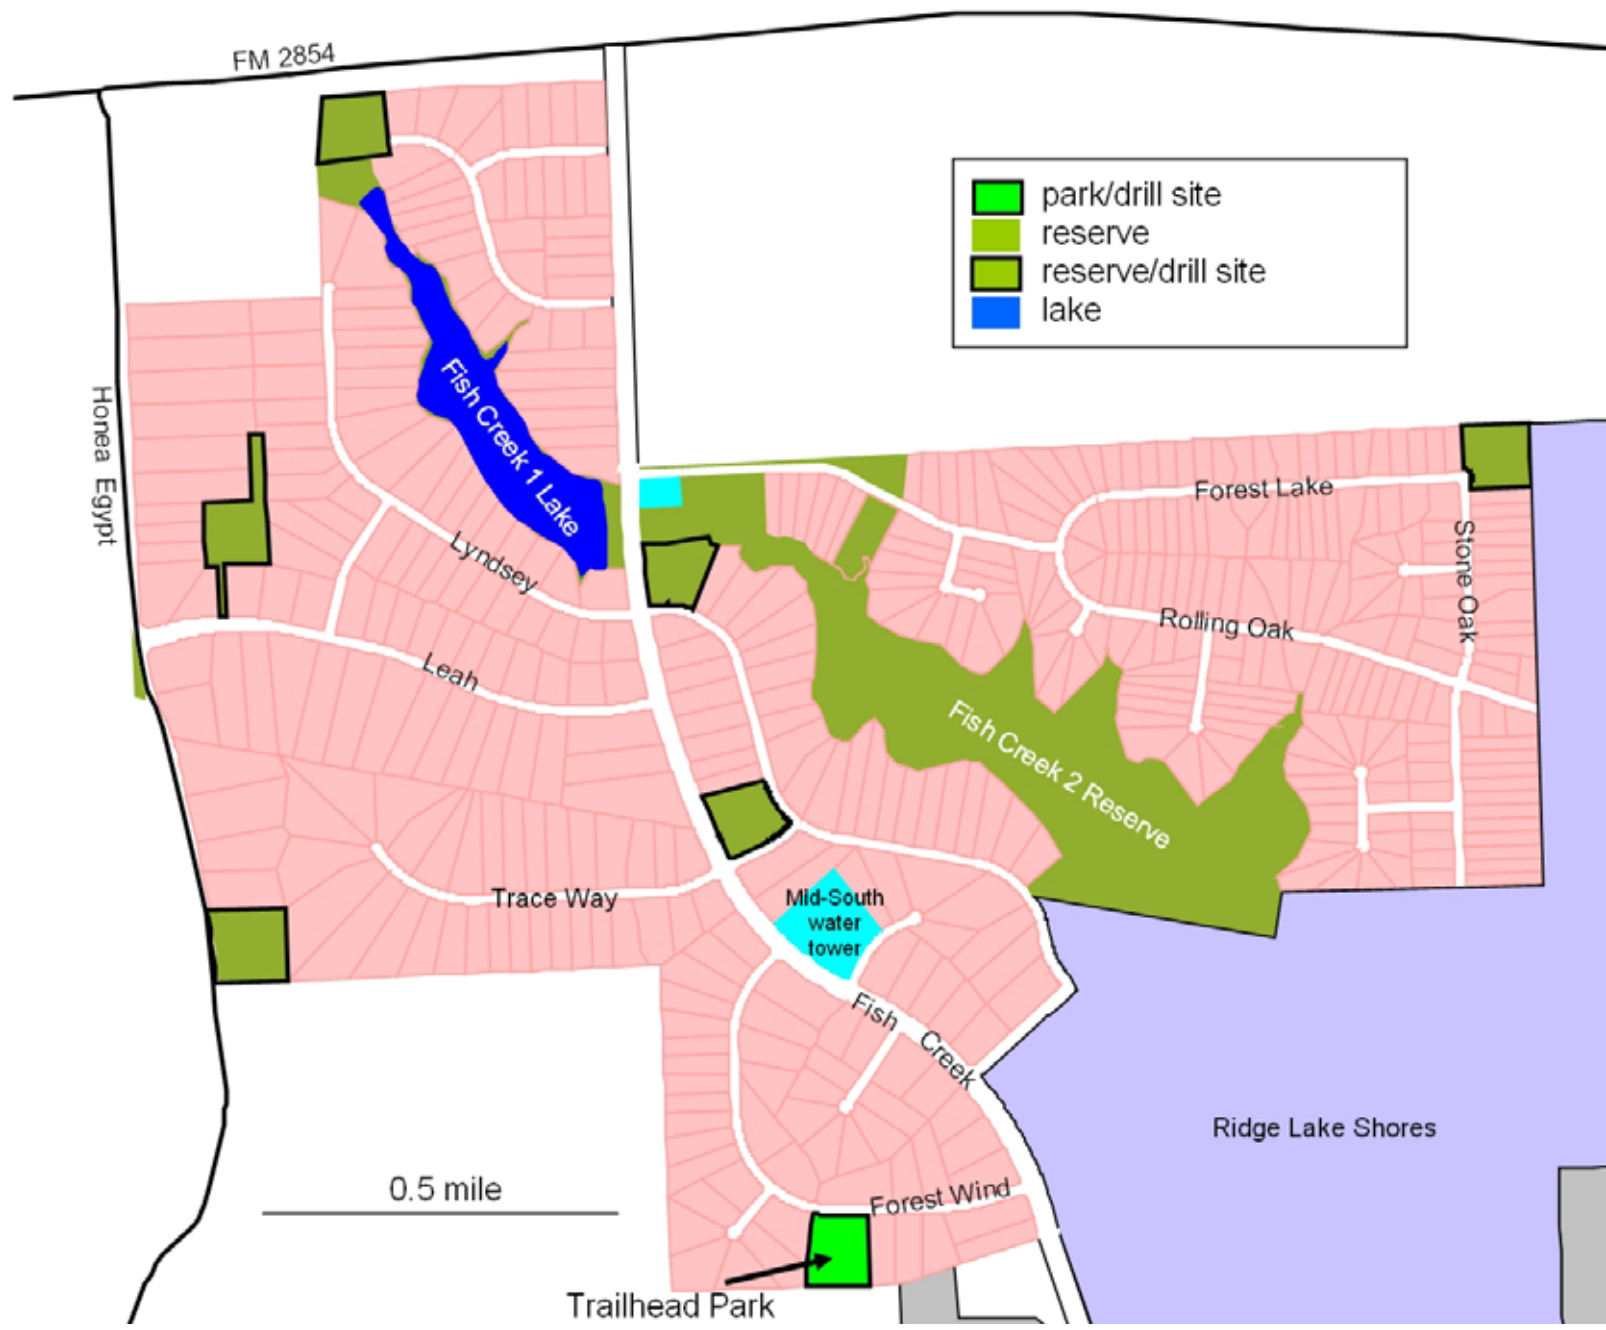 FM 2854
park/drill site
reserve
reserve/drill site
lake
Honea Egypt
Fish Creek 1 Lake
Forest Lake
Stone Oak
Lyndsey
Rolling Oak
Leah
Fish Creek 2 Reserve
Trace Way
Mid-South
water
tower
Fish Creek
Ridge Lake Shores
0.5 mile
Forest Wind
Trailhead Park